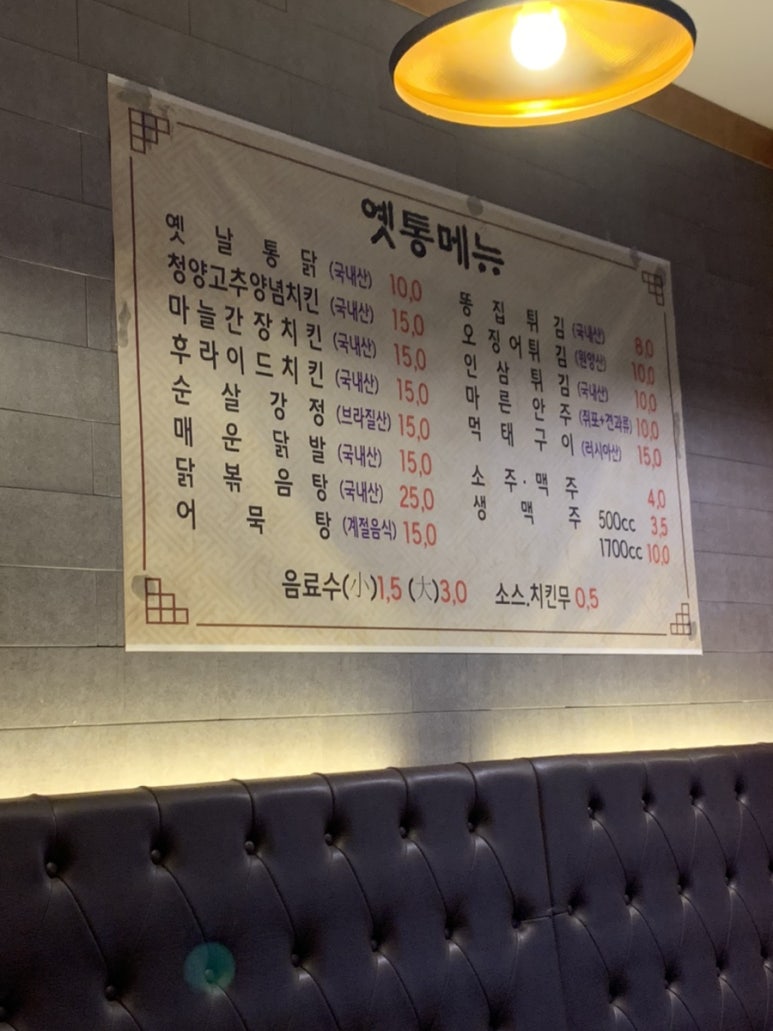 옛통메뉴
옛날통닭 (국내산) 10,0
청양고추양념치킨 (국내산) 15,0
마늘간장치킨 (국내산) 15,0
후라이드치킨 (국내산) 15,0
순살강정 (브라질산) 15,0
매운닭발 (국내산) 15,0
닭볶음탕 (국내산) 25,0
어묵탕 (계절음식) 15,0
똥집튀김 (국내산) 8,0
오징어튀김 (원양산) 10,0
인삼튀김 (국내산) 10,0
마른안주 (쥐포+견과류) 10,0
먹태구이 (러시아산) 15,0
소주·맥주 4,0
생맥주 500cc 3,5
1700cc 10,0
음료수(小)1,5 (大)3,0 소스.치킨무 0,5